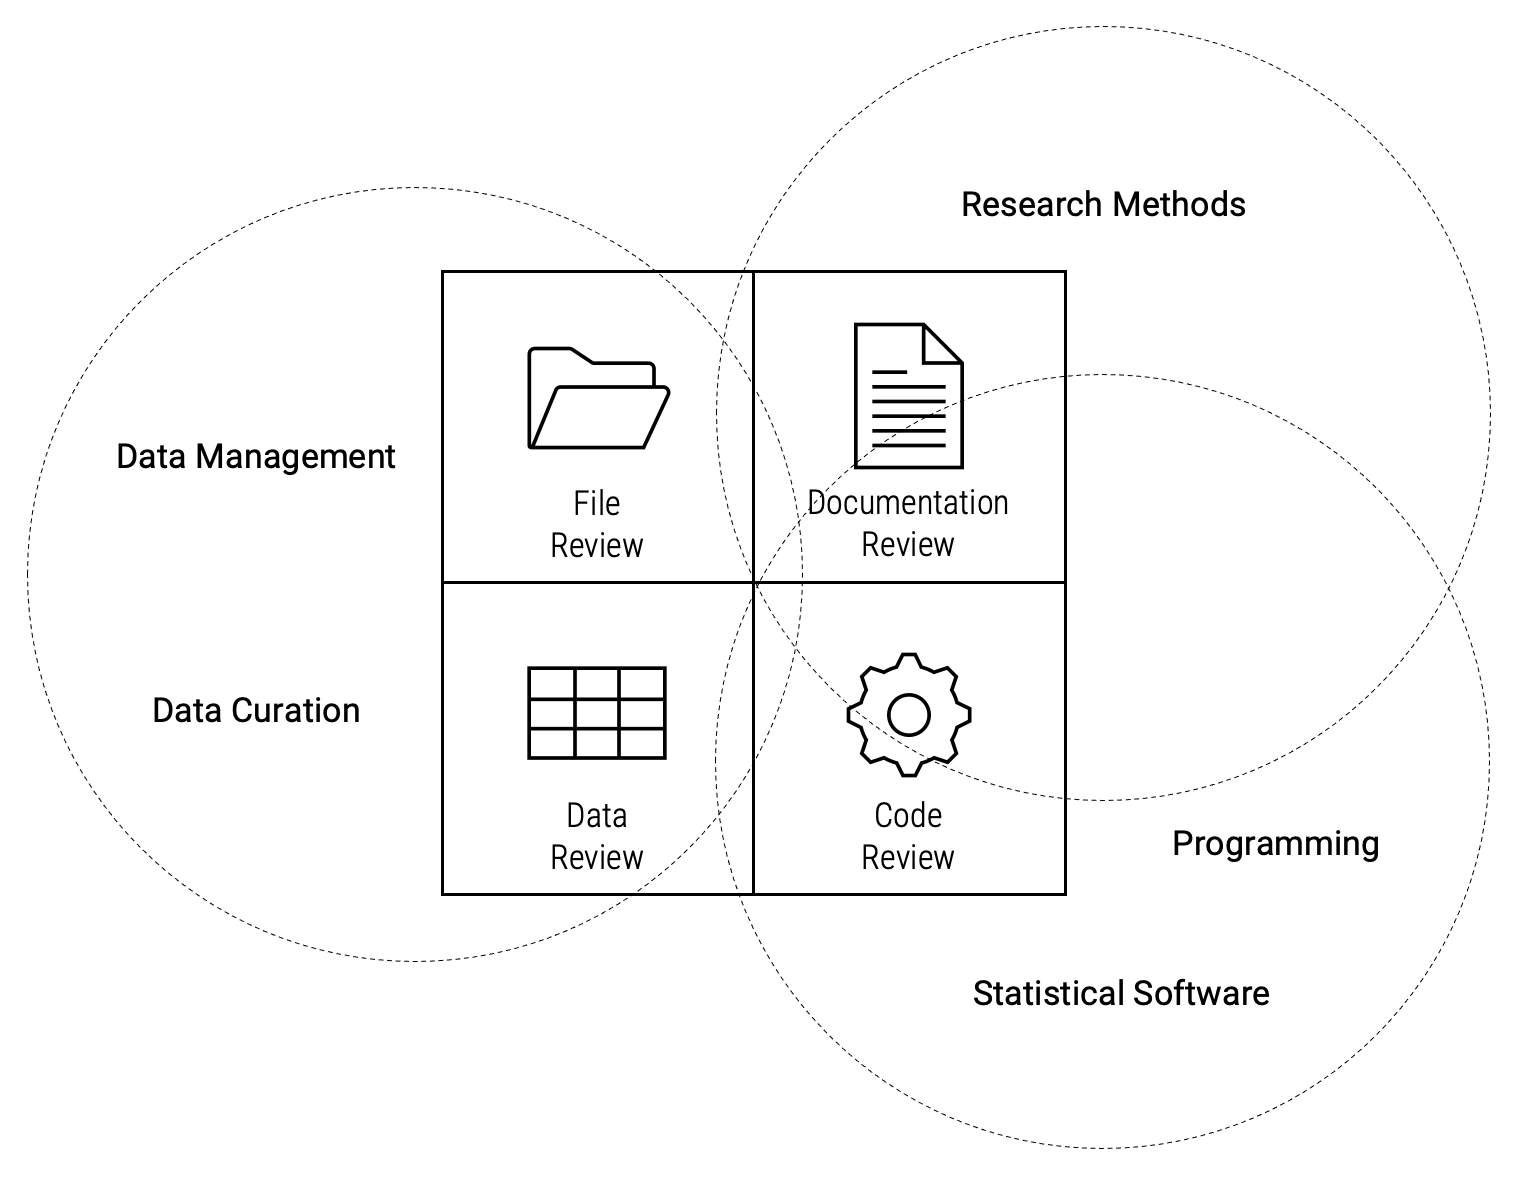 Research Methods
Data Management
File
Review
Documentation
Review
Data Curation
Data
Review
Code
Review
Programming
Statistical Software